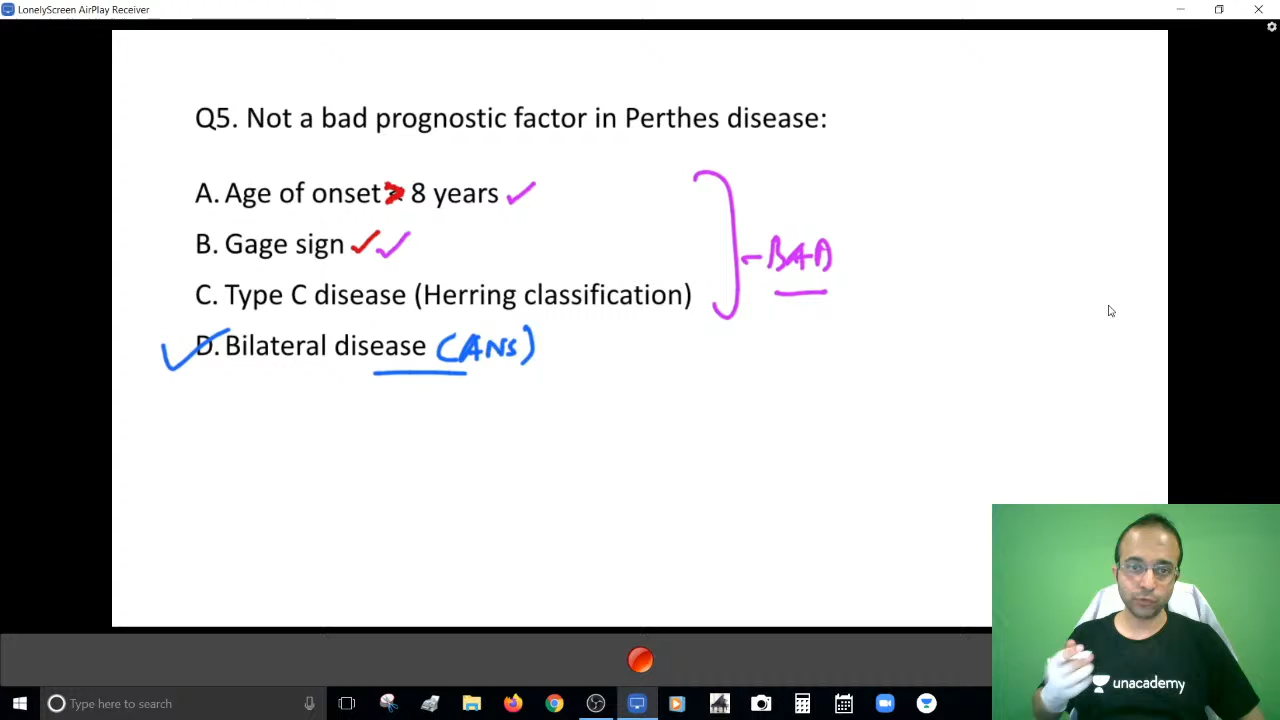 LonelyScreen AirPlay Receiver
Q5. Not a bad prognostic factor in Perthes disease:
A. Age of onset > 8 years
B. Gage sign
C. Type C disease (Herring classification)
BAD
D. Bilateral disease (ANS)
unacademy
Type here to search